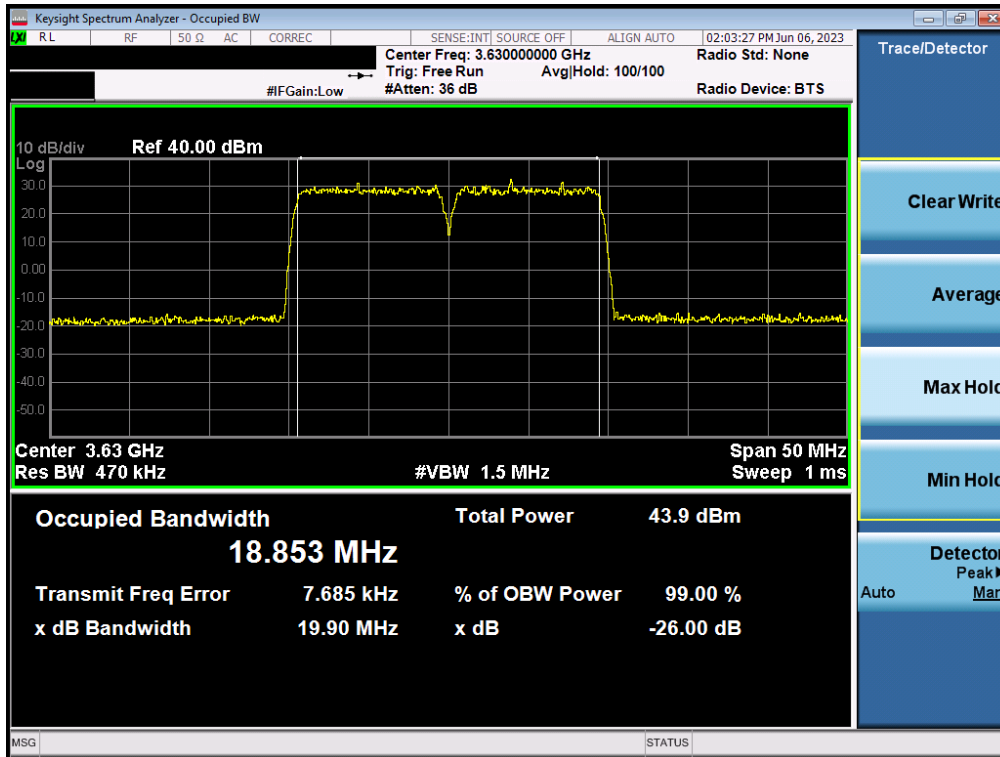 Keysight Spectrum Analyzer - Occupied BW
LXI RL RF 50 Ω AC CORREC SENSE:INT SOURCE OFF ALIGN AUTO 02:03:27 PM Jun 06, 2023
Center Freq: 3.630000000 GHz Radio Std: None
Trig: Free Run Avg|Hold: 100/100
#IFGain:Low #Atten: 36 dB Radio Device: BTS
Trace/Detector
10 dB/div Ref 40.00 dBm
Log
30.0
20.0
10.0
0.00
-10.0
-20.0
-30.0
-40.0
-50.0
Center 3.63 GHz Span 50 MHz
Res BW 470 kHz #VBW 1.5 MHz Sweep 1 ms
Occupied Bandwidth Total Power 43.9 dBm
18.853 MHz
Transmit Freq Error 7.685 kHz % of OBW Power 99.00 %
x dB Bandwidth 19.90 MHz x dB -26.00 dB
Clear Write
Average
Max Hold
Min Hold
Detector
Peak
Auto Man
MSG STATUS